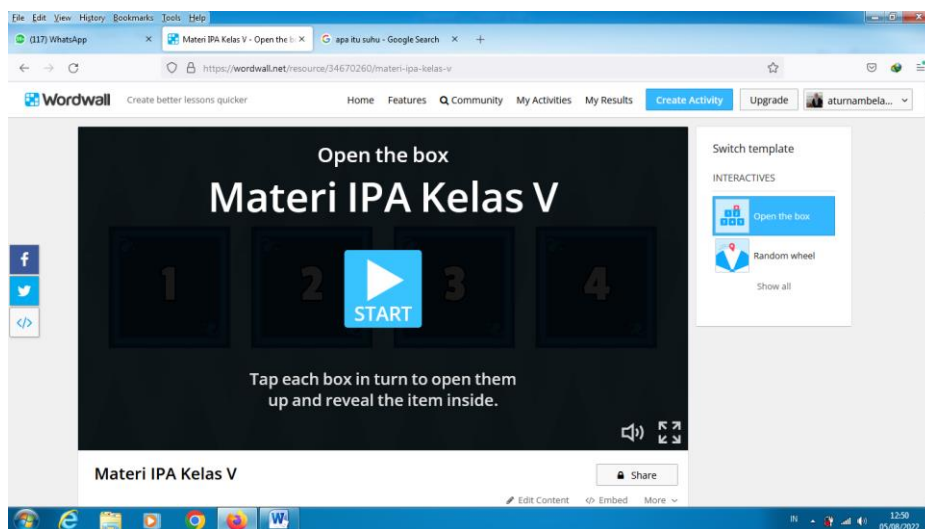 File Edit View History Bookmarks Tools Help
(117) WhatsApp
Materi IPA Kelas V - Open the b
apa itu suhu - Google Search
https://wordwall.net/resource/34670260/materi-ipa-kelas-v
Wordwall Create better lessons quicker Home Features Community My Activities My Results Create Activity Upgrade aturnambela...
Open the box
Materi IPA Kelas V
1 2 3 4
START
Tap each box in turn to open them
up and reveal the item inside.
Switch template
INTERACTIVES
Open the box
Random wheel
Show all
f
</>
Materi IPA Kelas V
Share
Edit Content </> Embed More
IN
12:50
05/08/2022